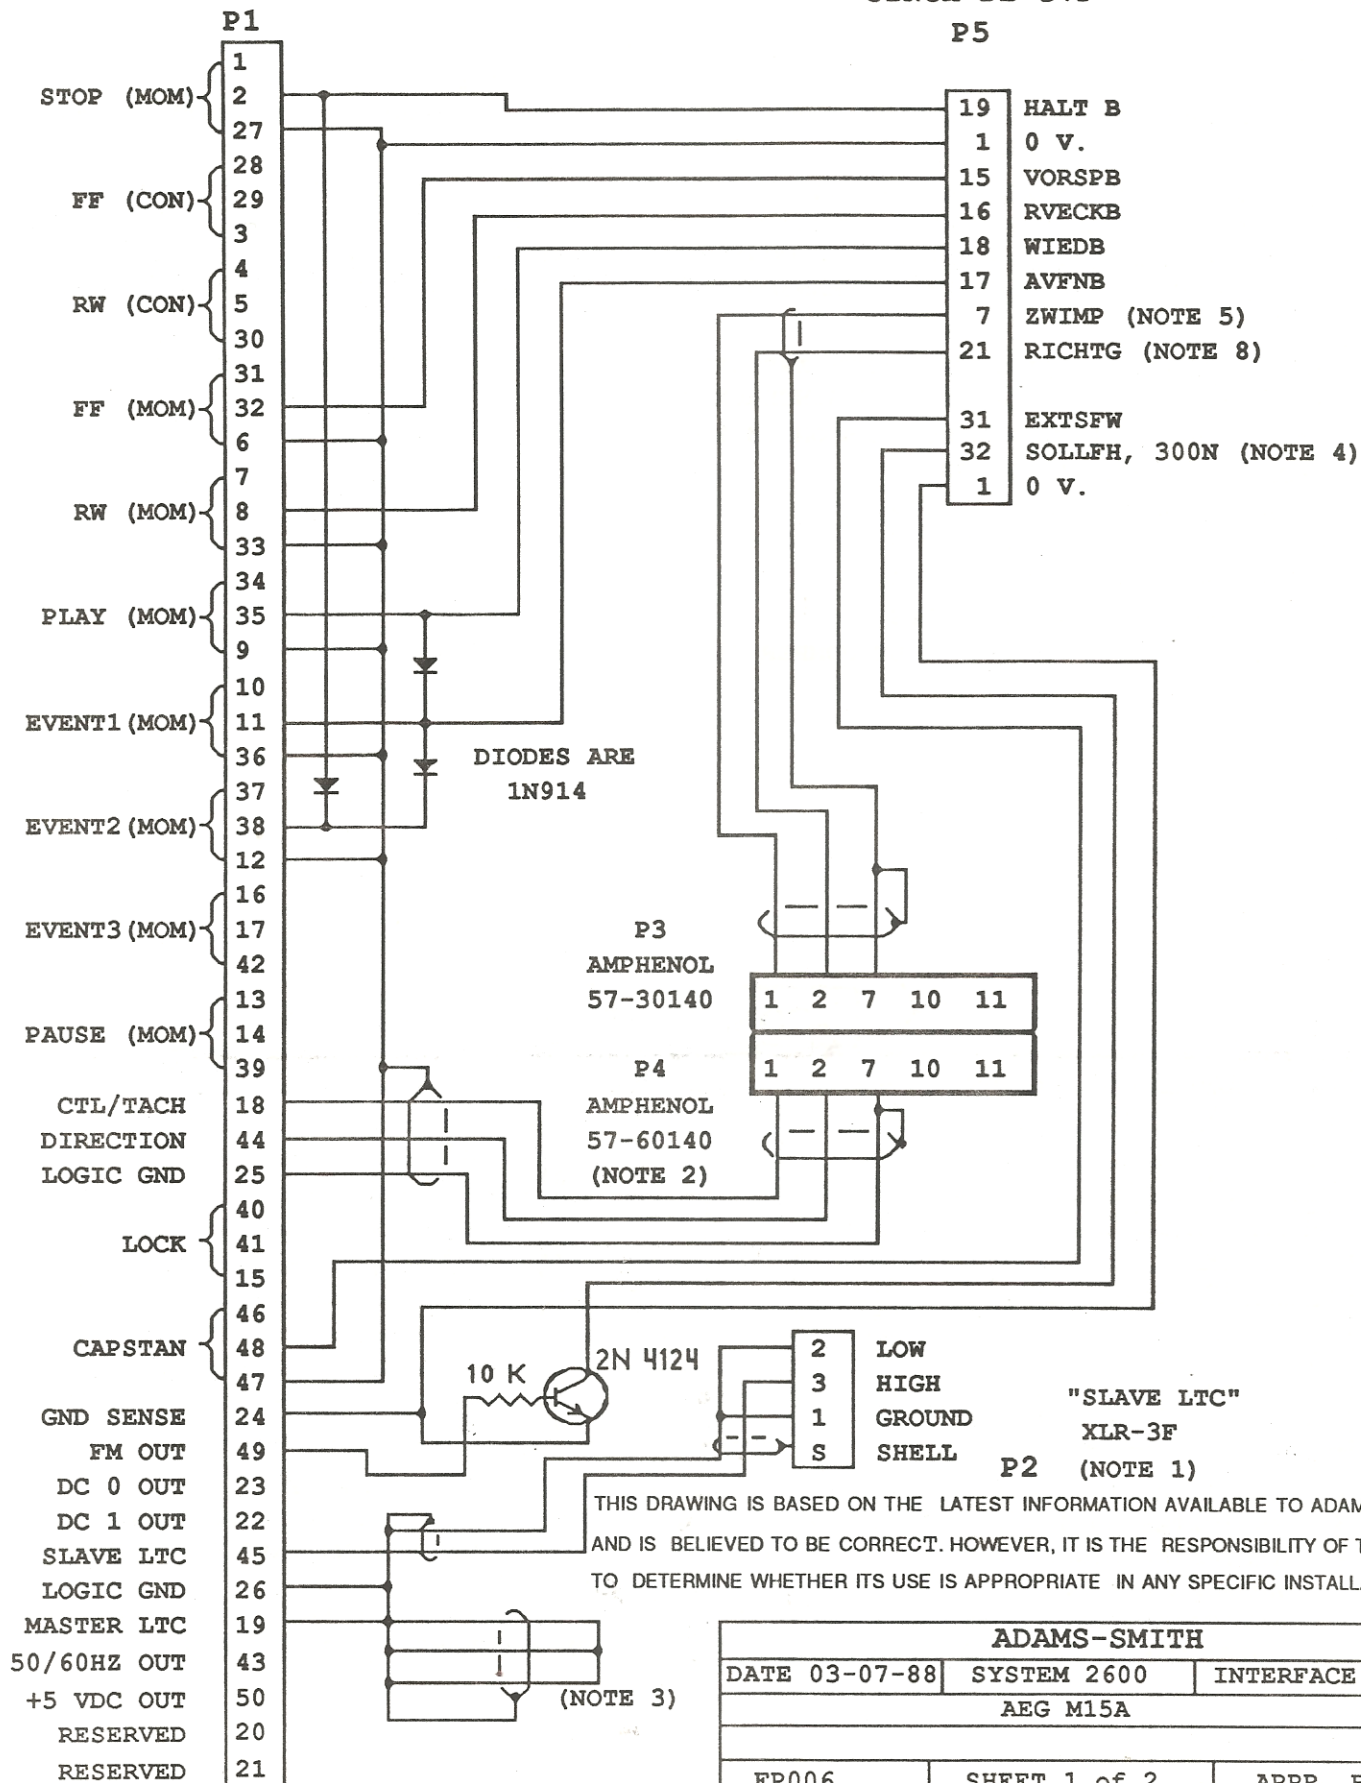 P1
P5
1
STOP (MOM)
2
27
28
FF (CON)
29
3
4
RW (CON)
5
30
31
FF (MOM)
32
6
7
RW (MOM)
8
33
34
PLAY (MOM)
35
9
10
EVENT1 (MOM)
11
36
37
EVENT2 (MOM)
38
12
16
EVENT3 (MOM)
17
42
13
PAUSE (MOM)
14
39
CTL/TACH 18
DIRECTION 44
LOGIC GND 25
40
LOCK 41
15
46
CAPSTAN 48
47
GND SENSE 24
FM OUT 49
DC 0 OUT 23
DC 1 OUT 22
SLAVE LTC 45
LOGIC GND 26
MASTER LTC 19
50/60HZ OUT 43
+5 VDC OUT 50
RESERVED 20
RESERVED 21
19 HALT B
1 0 V.
15 VORSPB
16 RVECKB
18 WIEDB
17 AVFNB
7 ZWIMP (NOTE 5)
21 RICHTG (NOTE 8)
31 EXTSFW
32 SOLLFH, 300N (NOTE 4)
1 0 V.
DIODES ARE
1N914
P3
AMPHENOL
57-30140
1 2 7 10 11
P4
AMPHENOL
57-60140
(NOTE 2)
1 2 7 10 11
10 K
2N 4124
2 LOW
3 HIGH
1 GROUND
S SHELL
"SLAVE LTC"
XLR-3F
P2 (NOTE 1)
(NOTE 3)
THIS DRAWING IS BASED ON THE LATEST INFORMATION AVAILABLE TO ADAM
AND IS BELIEVED TO BE CORRECT. HOWEVER, IT IS THE RESPONSIBILITY OF
TO DETERMINE WHETHER ITS USE IS APPROPRIATE IN ANY SPECIFIC INSTALL
ADAMS-SMITH
DATE 03-07-88 SYSTEM 2600 INTERFACE
AEG M15A
SHEET 1 of 2